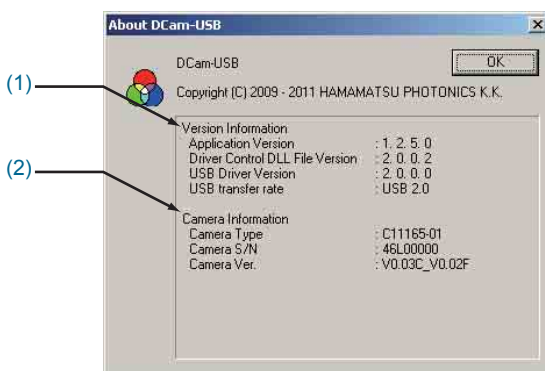 About DCam-USB
DCam-USB
OK
Copyright (C) 2009 - 2011 HAMAMATSU PHOTONICS K.K.
(1)
Version Information
Application Version : 1. 2. 5. 0
Driver Control DLL File Version : 2. 0. 0. 2
USB Driver Version : 2. 0. 0. 0
USB transfer rate : USB 2.0
(2)
Camera Information
Camera Type : C11165-01
Camera S/N : 46L00000
Camera Ver. : V0.03C_V0.02F